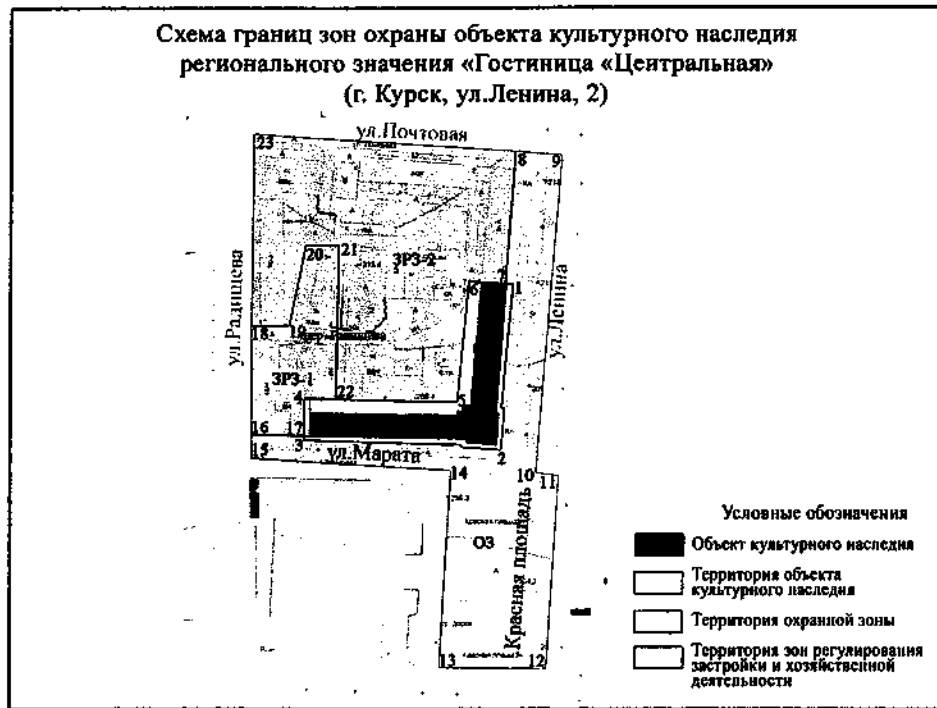 Схема границ зон охраны объекта культурного наследия
регионального значения «Гостиница «Центральная»
(г. Курск, ул.Ленина, 2)
ул.Почтовая
23
8
9
20
21
ЗРЗ-2
7
6
1
ул.Радищева
ул.Ленина
18
19
ЗРЗ-1
4
22
5
16
17
3
2
15
ул.Марата
14
10
11
Красная площадь
ОЗ
13
12
Условные обозначения
Объект культурного наследия
Территория объекта
культурного наследия
Территория охранной зоны
Территория зон регулирования
застройки и хозяйственной
деятельности